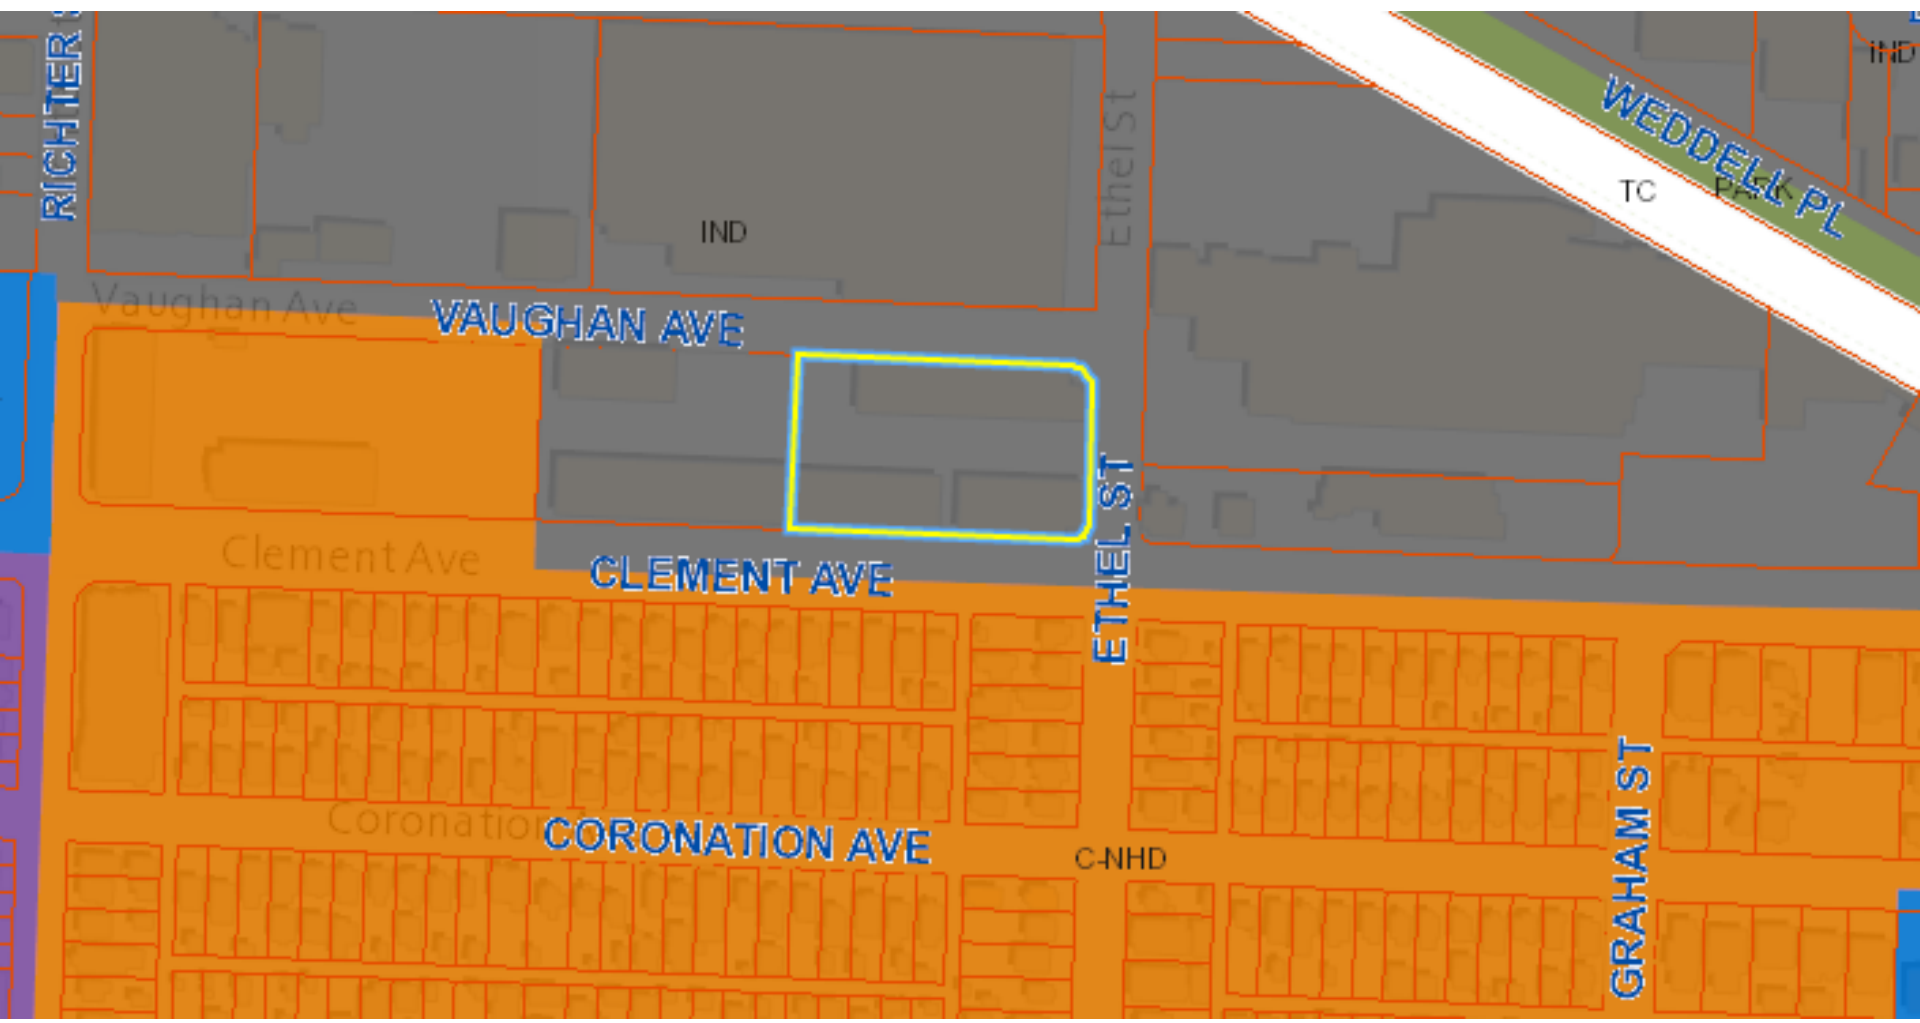 RICHTER
IND
WEDDELL PL
Ethel St
TC
PARK
IND
Vaughan Ave
VAUGHAN AVE
ETHEL ST
Clement Ave
CLEMENT AVE
GRAHAM ST
Coronation
CORONATION AVE
C-NHD